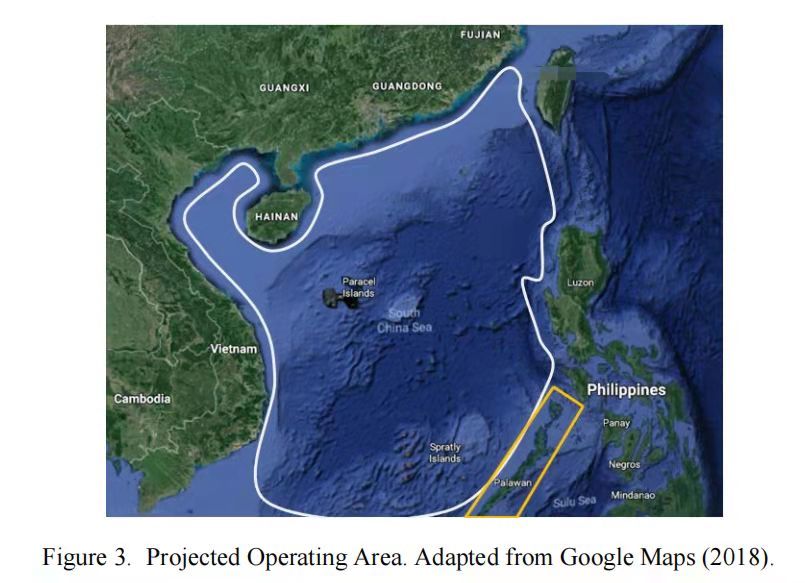 FUJIAN
GUANGXI
GUANGDONG
HAINAN
Luzon
Paracel
Islands
South
China Sea
Vietnam
Philippines
Cambodia
Panay
Spratly
Islands
Negros
Palawan
Mindanao
Sulu Sea
Figure 3. Projected Operating Area. Adapted from Google Maps (2018).